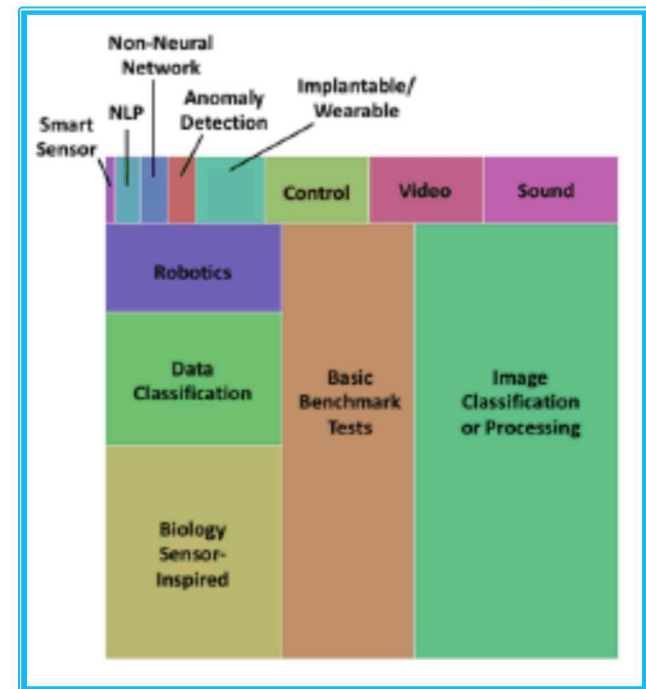 Non-Neural
Network
Implantable/
Wearable
Anomaly
Detection
NLP
Smart
Sensor
Control
Video
Sound
Robotics
Data
Classification
Basic
Benchmark
Tests
Image
Classification
or Processing
Biology
Sensor-
Inspired